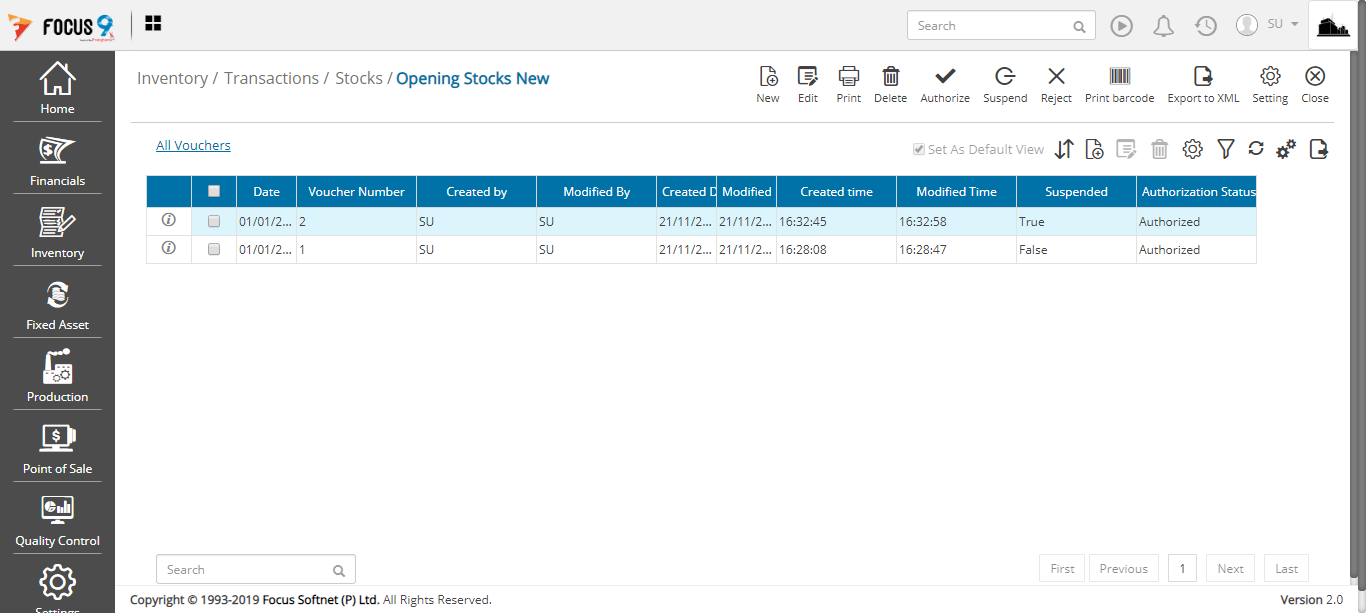 FOCUS 9
Search
SU
Home
Financials
Inventory
Fixed Asset
Production
Point of Sale
Quality Control
Settings
Inventory / Transactions / Stocks / Opening Stocks New
New Edit Print Delete Authorize Suspend Reject Print barcode Export to XML Setting Close
All Vouchers
Set As Default View
Date Voucher Number Created by Modified By Created D Modified Created time Modified Time Suspended Authorization Status
01/01/2... 2 SU SU 21/11/2... 21/11/2... 16:32:45 16:32:58 True Authorized
01/01/2... 1 SU SU 21/11/2... 21/11/2... 16:28:08 16:28:47 False Authorized
Search
First Previous 1 Next Last
Copyright © 1993-2019 Focus Softnet (P) Ltd. All Rights Reserved.
Version 2.0